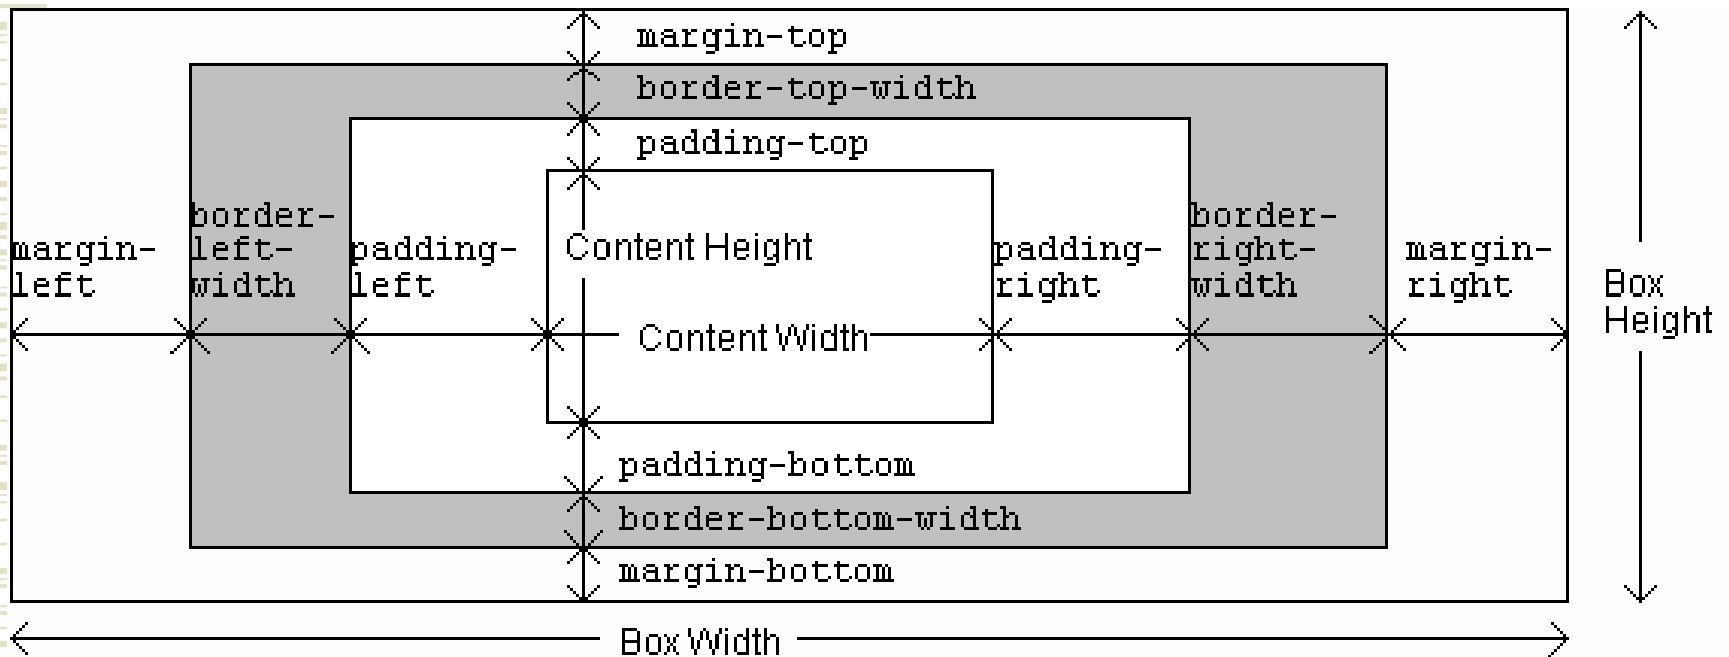 margin-top
border-top-width
padding-top
border-
left-
width
margin-
left
padding-
left
Content Height
padding-
right
border-
right-
width
margin-
right
Box
Height
Content Width
padding-bottom
border-bottom-width
margin-bottom
Box Width